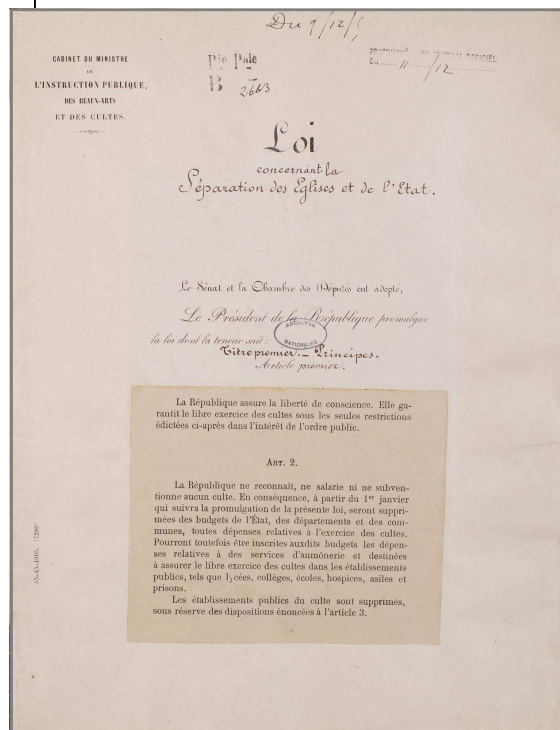 Du 9/12/5
CABINET DU MINISTRE
DE
L'INSTRUCTION PUBLIQUE,
DES BEAUX-ARTS
ET DES CULTES.
Pie Pale
B
2663
JOURNAL OFFICIEL
DU 11/12
Loi
concernant la
Séparation des Eglises et de l'Etat.
Le Sénat et la Chambre des Députés ont adopté,
Le Président de la République promulgue
la loi dont la teneur suit :
ARCHIVES
NATIONALES
Titre premier. – Principes.
Article premier.
La République assure la liberté de conscience. Elle ga-
rantit le libre exercice des cultes sous les seules restrictions
édictées ci-après dans l'intérêt de l'ordre public.
ART. 2.
La République ne reconnaît, ne salarie ni ne subven-
tionne aucun culte. En conséquence, à partir du 1er janvier
qui suivra la promulgation de la présente loi, seront suppri-
mées des budgets de l'État, des départements et des com-
munes, toutes dépenses relatives à l'exercice des cultes.
Pourront toutefois être inscrites auxdits budgets les dépen-
ses relatives à des services d'aumônerie et destinées
à assurer le libre exercice des cultes dans les établissements
publics, tels que lycées, collèges, écoles, hospices, asiles et
prisons.
Les établissements publics du culte sont supprimés,
sous réserve des dispositions énoncées à l'article 3.